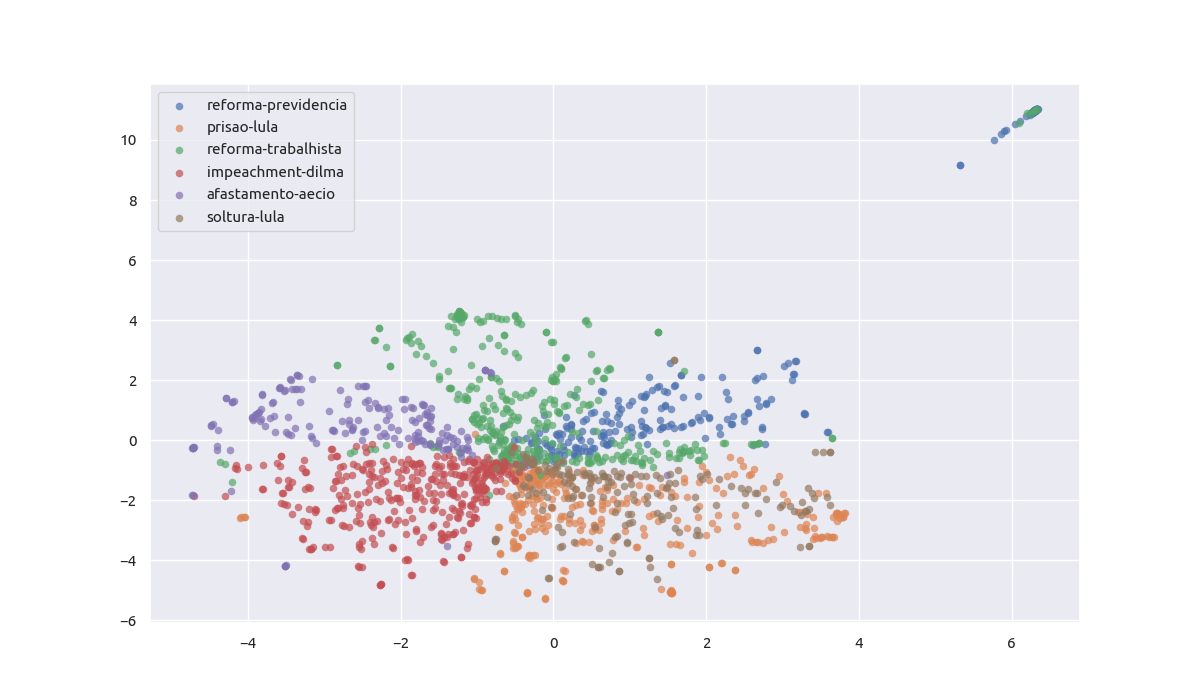 reforma-previdencia
prisao-lula
reforma-trabalhista
impeachment-dilma
afastamento-aecio
soltura-lula
10
8
6
4
2
0
−2
−4
−6
−4
−2
0
2
4
6